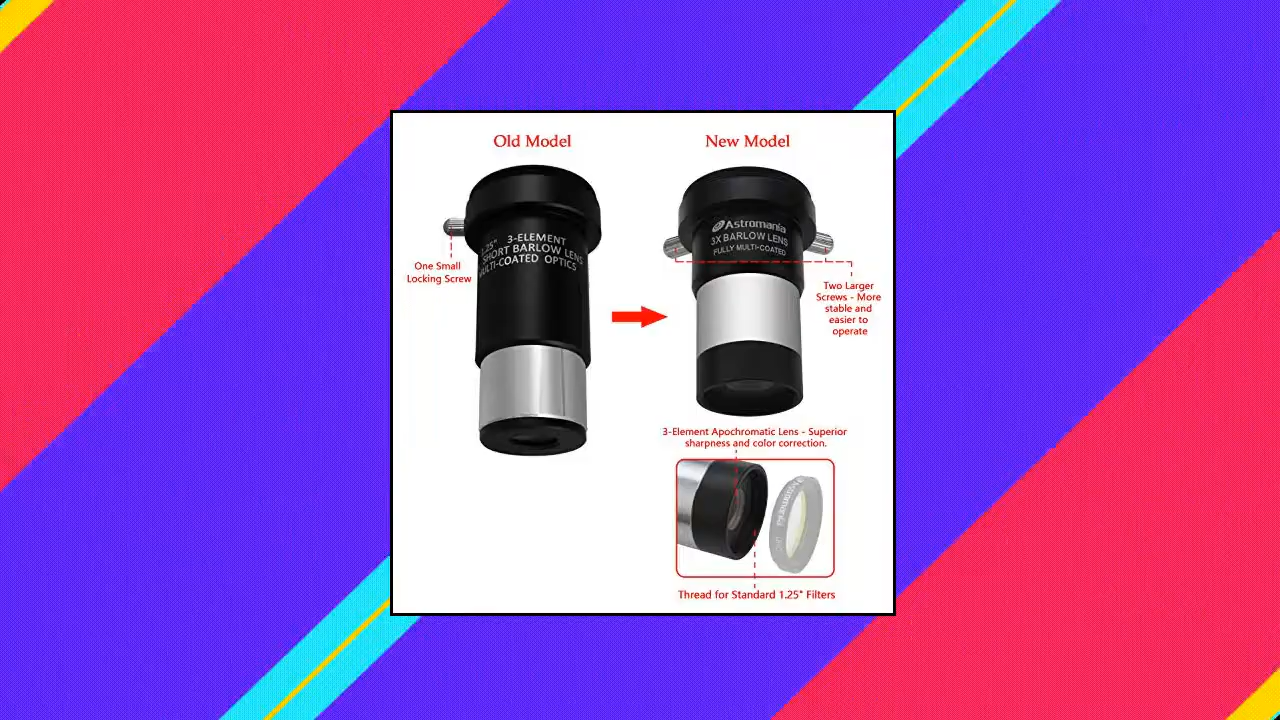 Old Model
New Model
1.25" 3-ELEMENT
SHORT BARLOW LENS
MULTI-COATED OPTICS
Astromania
3X BARLOW LENS
FULLY MULTI-COATED
One Small
Locking Screw
Two Larger
Screws - More
stable and
easier to
operate
3-Element Apochromatic Lens - Superior
sharpness and color correction.
Astromania
UHC
Thread for Standard 1.25" Filters